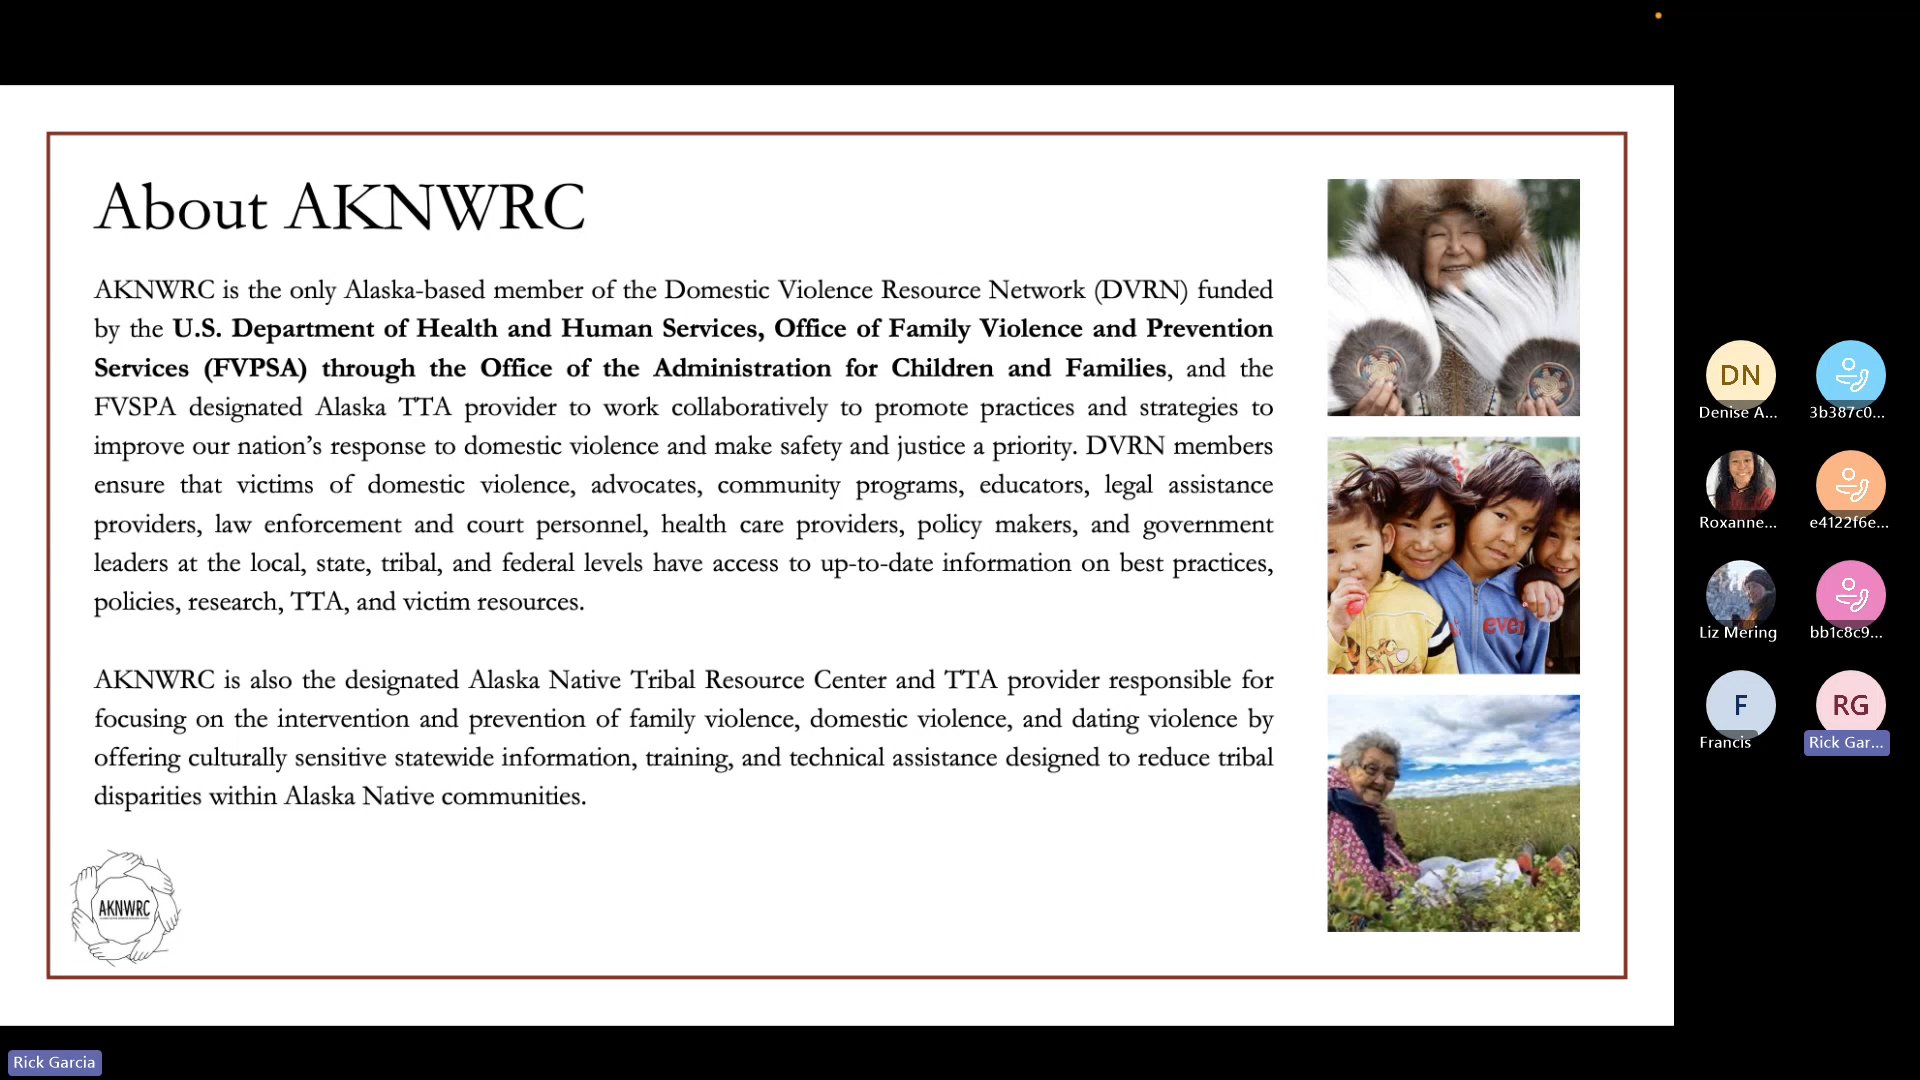 About AKNWRC
AKNWRC is the only Alaska-based member of the Domestic Violence Resource Network (DVRN) funded
by the U.S. Department of Health and Human Services, Office of Family Violence and Prevention
Services (FVPSA) through the Office of the Administration for Children and Families, and the
FVSPA designated Alaska TTA provider to work collaboratively to promote practices and strategies to
improve our nation’s response to domestic violence and make safety and justice a priority. DVRN members
ensure that victims of domestic violence, advocates, community programs, educators, legal assistance
providers, law enforcement and court personnel, health care providers, policy makers, and government
leaders at the local, state, tribal, and federal levels have access to up-to-date information on best practices,
policies, research, TTA, and victim resources.
AKNWRC is also the designated Alaska Native Tribal Resource Center and TTA provider responsible for
focusing on the intervention and prevention of family violence, domestic violence, and dating violence by
offering culturally sensitive statewide information, training, and technical assistance designed to reduce tribal
disparities within Alaska Native communities.
AKNWRC
ever
DN
Denise A...
3b387c0...
Roxanne...
e4122f6e...
Liz Mering
bb1c8c9...
F
Francis
RG
Rick Gar...
Rick Garcia